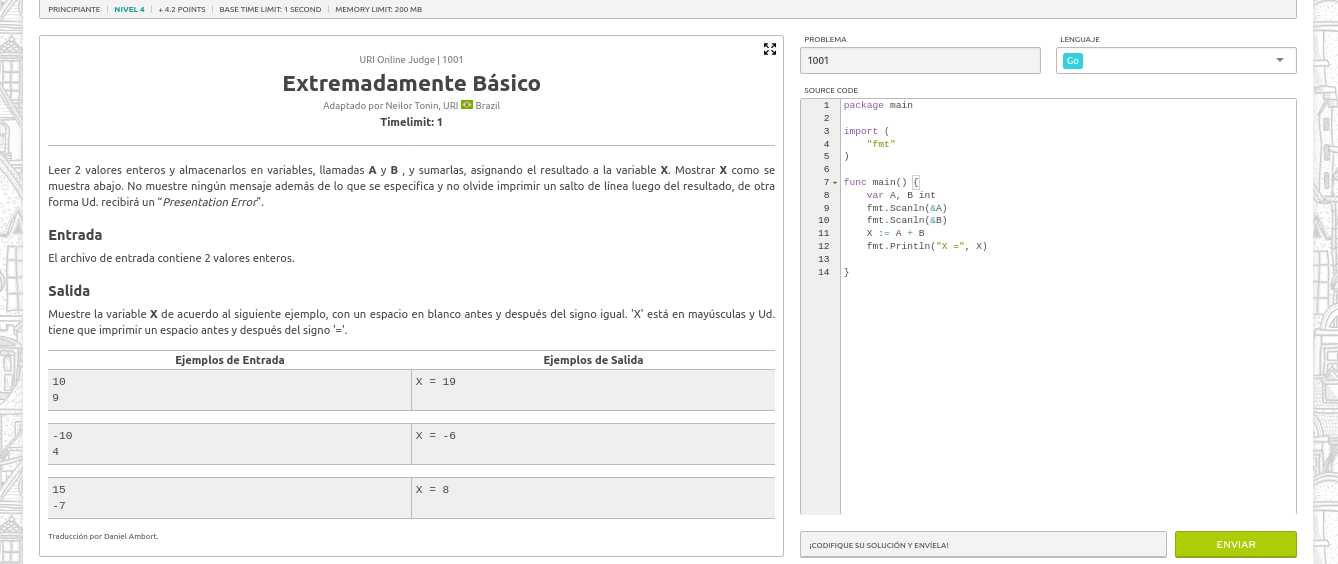 PRINCIPIANTE NIVEL 4 + 4.2 POINTS BASE TIME LIMIT: 1 SECOND MEMORY LIMIT: 200 MB
URI Online Judge | 1001
Extremadamente Básico
Adaptado por Neilor Tonin, URI Brazil
Timelimit: 1
Leer 2 valores enteros y almacenarlos en variables, llamadas A y B , y sumarlas, asignando el resultado a la variable X. Mostrar X como se
muestra abajo. No muestre ningún mensaje además de lo que se especifica y no olvide imprimir un salto de línea luego del resultado, de otra
forma Ud. recibirá un “Presentation Error”.
Entrada
El archivo de entrada contiene 2 valores enteros.
Salida
Muestre la variable X de acuerdo al siguiente ejemplo, con un espacio en blanco antes y después del signo igual. 'X' está en mayúsculas y Ud.
tiene que imprimir un espacio antes y después del signo '='.
Ejemplos de Entrada Ejemplos de Salida
10 X = 19
9
-10 X = -6
4
15 X = 8
-7
Traducción por Daniel Ambort.
PROBLEMA LENGUAJE
1001 Go
SOURCE CODE
1 package main
2
3 import (
4 "fmt"
5 )
6
7 func main() {
8 var A, B int
9 fmt.Scanln(&A)
10 fmt.Scanln(&B)
11 X := A + B
12 fmt.Println("X =", X)
13
14 }
¡CODIFIQUE SU SOLUCIÓN Y ENVÍELA! ENVIAR